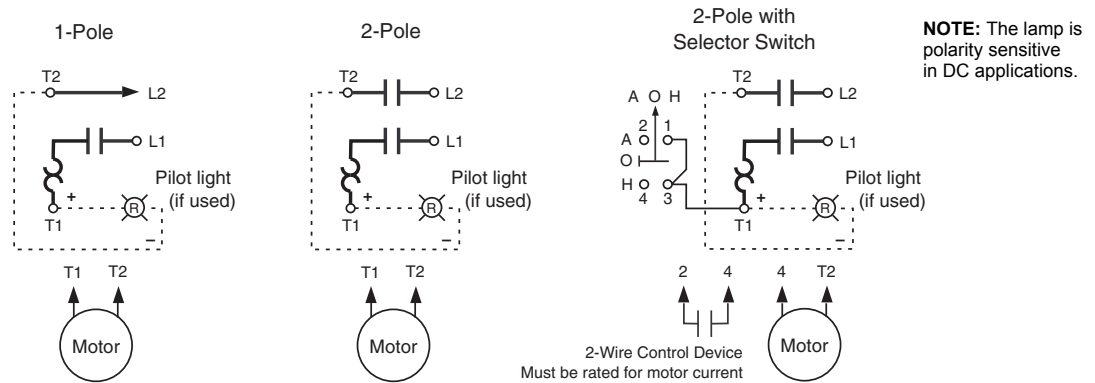 1-Pole
T2
L2
L1
Pilot light
(if used)
+
R
T1
–
T1 T2
Motor
2-Pole
T2
L2
L1
Pilot light
(if used)
+
R
T1
–
T1 T2
Motor
2-Pole with
Selector Switch
A O H
2 1
A
O
H
4 3
T2
L2
L1
Pilot light
(if used)
+
R
T1
–
2 4 4 T2
Motor
2-Wire Control Device
Must be rated for motor current
NOTE: The lamp is
polarity sensitive
in DC applications.